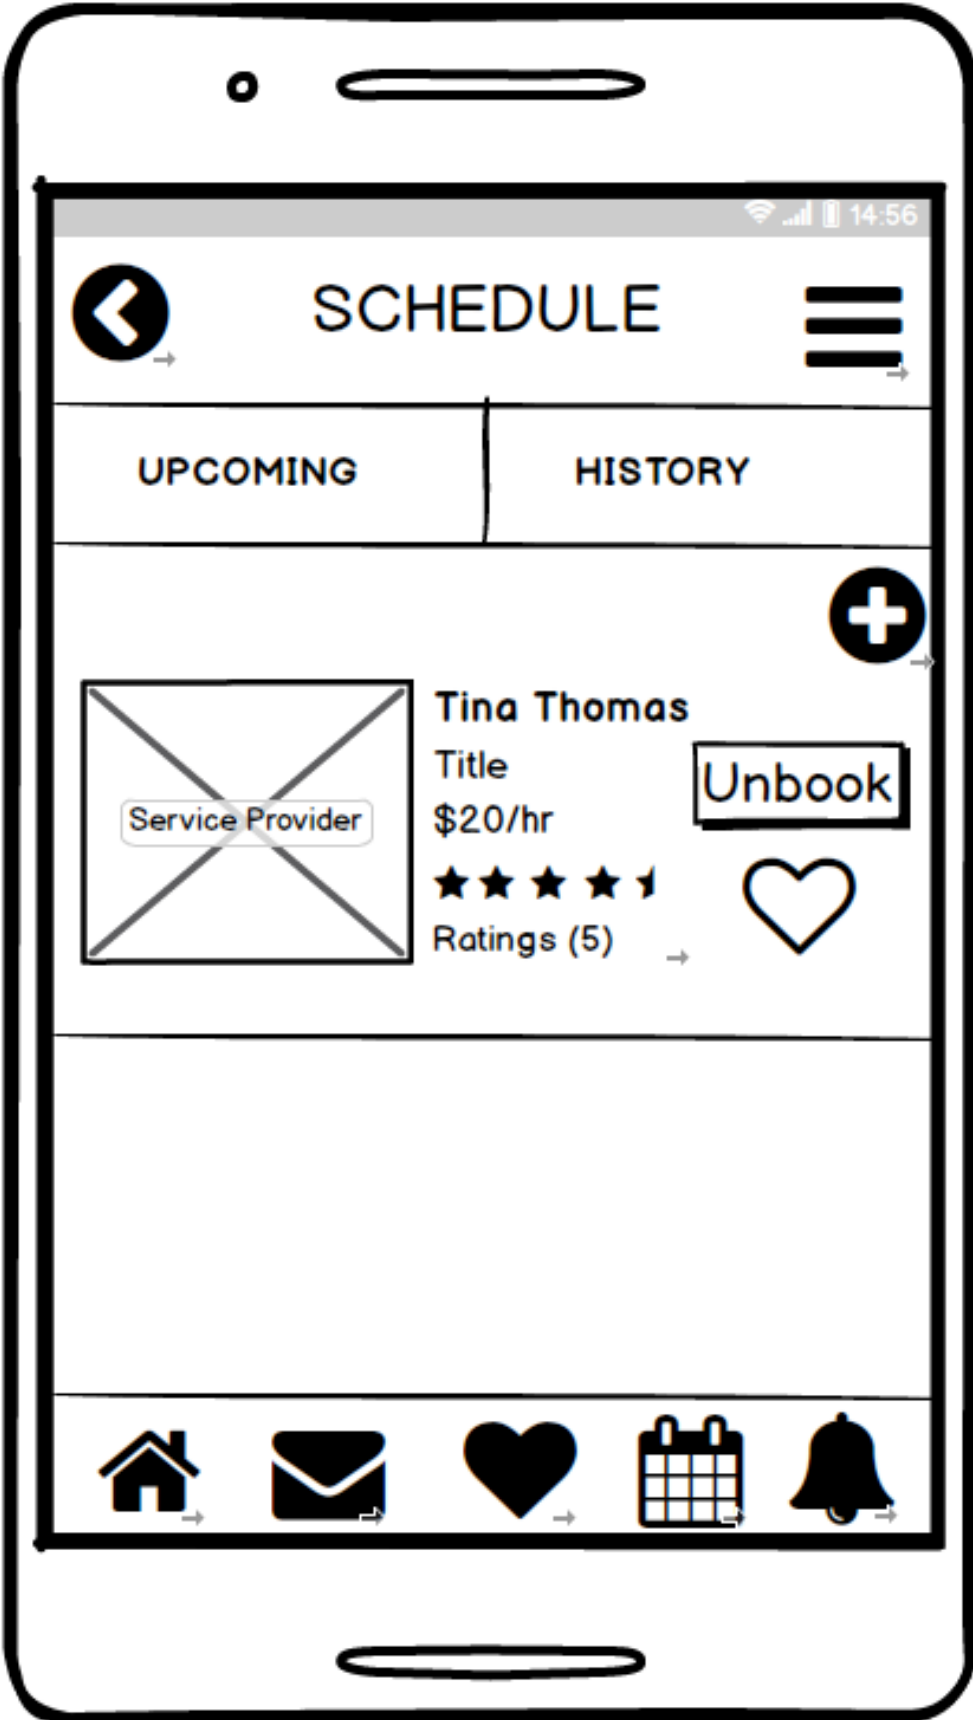 14:56
SCHEDULE
UPCOMING HISTORY
Tina Thomas
Title
Unbook
Service Provider
$20/hr
Ratings (5)